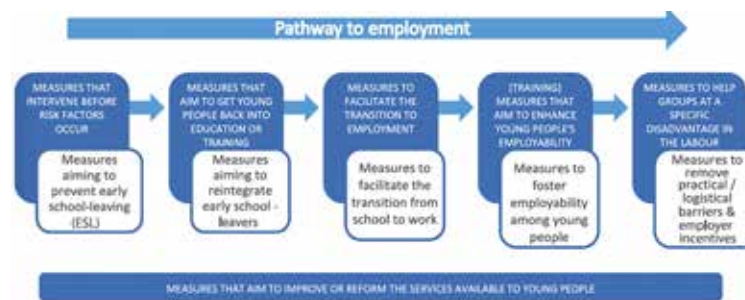 Pathway to employment
MEASURES THAT
INTERVENE BEFORE
RISK FACTORS
OCCUR
Measures
aiming to
prevent early
school-leaving
(ESL)
MEASURES THAT
AIM TO GET YOUNG
PEOPLE BACK INTO
EDUCATION OR
TRAINING
Measures
aiming to
reintegrate
early school -
leavers
MEASURES TO
FACILITATE THE
TRANSITION TO
EMPLOYMENT
Measures to
facilitate the
transition from
school to work
(TRAINING)
MEASURES THAT
AIM TO ENHANCE
YOUNG PEOPLE'S
EMPLOYABILITY
Measures to
foster
employability
among young
people
MEASURES TO HELP
GROUPS AT A
SPECIFIC
DISADVANTAGE IN
THE LABOUR
Measures to
remove
practical /
logistical
barriers &
employer
incentives
MEASURES THAT AIM TO IMPROVE OR REFORM THE SERVICES AVAILABLE TO YOUNG PEOPLE